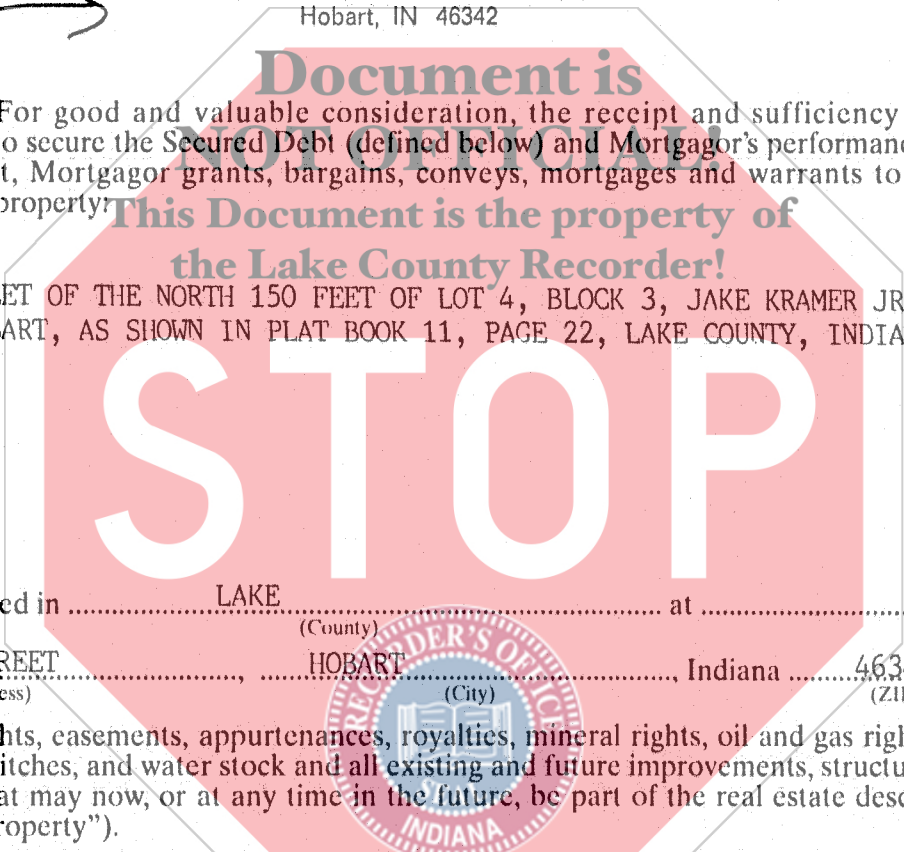 Hobart, IN 46342
Document is
For good and valuable consideration, the receipt and sufficiency
o secure the Secured Debt (defined below) and Mortgagor's performanc
NOT OFFICIAL!
t, Mortgagor grants, bargains, conveys, mortgages and warrants to
property:
This Document is the property of
the Lake County Recorder!
ET OF THE NORTH 150 FEET OF LOT 4, BLOCK 3, JAKE KRAMER JR
ART, AS SHOWN IN PLAT BOOK 11, PAGE 22, LAKE COUNTY, INDIA
STOP
ed in LAKE at
(County)
REET, HOBART, Indiana 463
ess) (City) (ZI
RECORDER'S OFFIC
hts, easements, appurtenances, royalties, mineral rights, oil and gas righ
itches, and water stock and all existing and future improvements, structu
at may now, or at any time in the future, be part of the real estate desc
roperty").
INDIANA